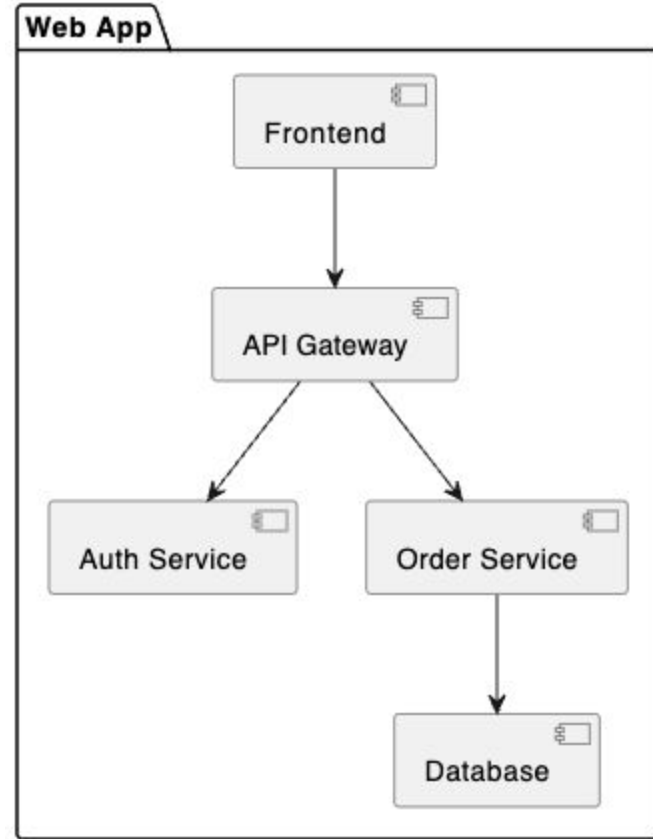 Web App
Frontend
API Gateway
Auth Service
Order Service
Database